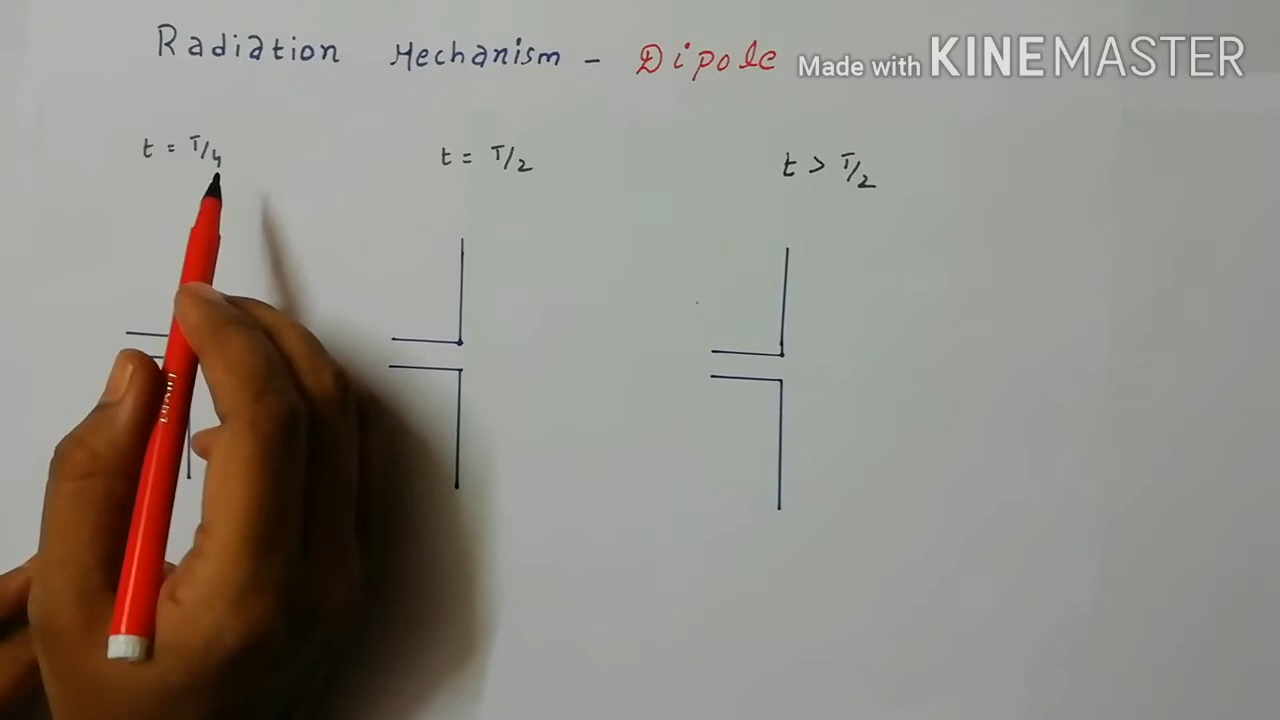 Radiation Mechanism - Dipole
Made with KINEMASTER
t = T/4
t = T/2
t > T/2